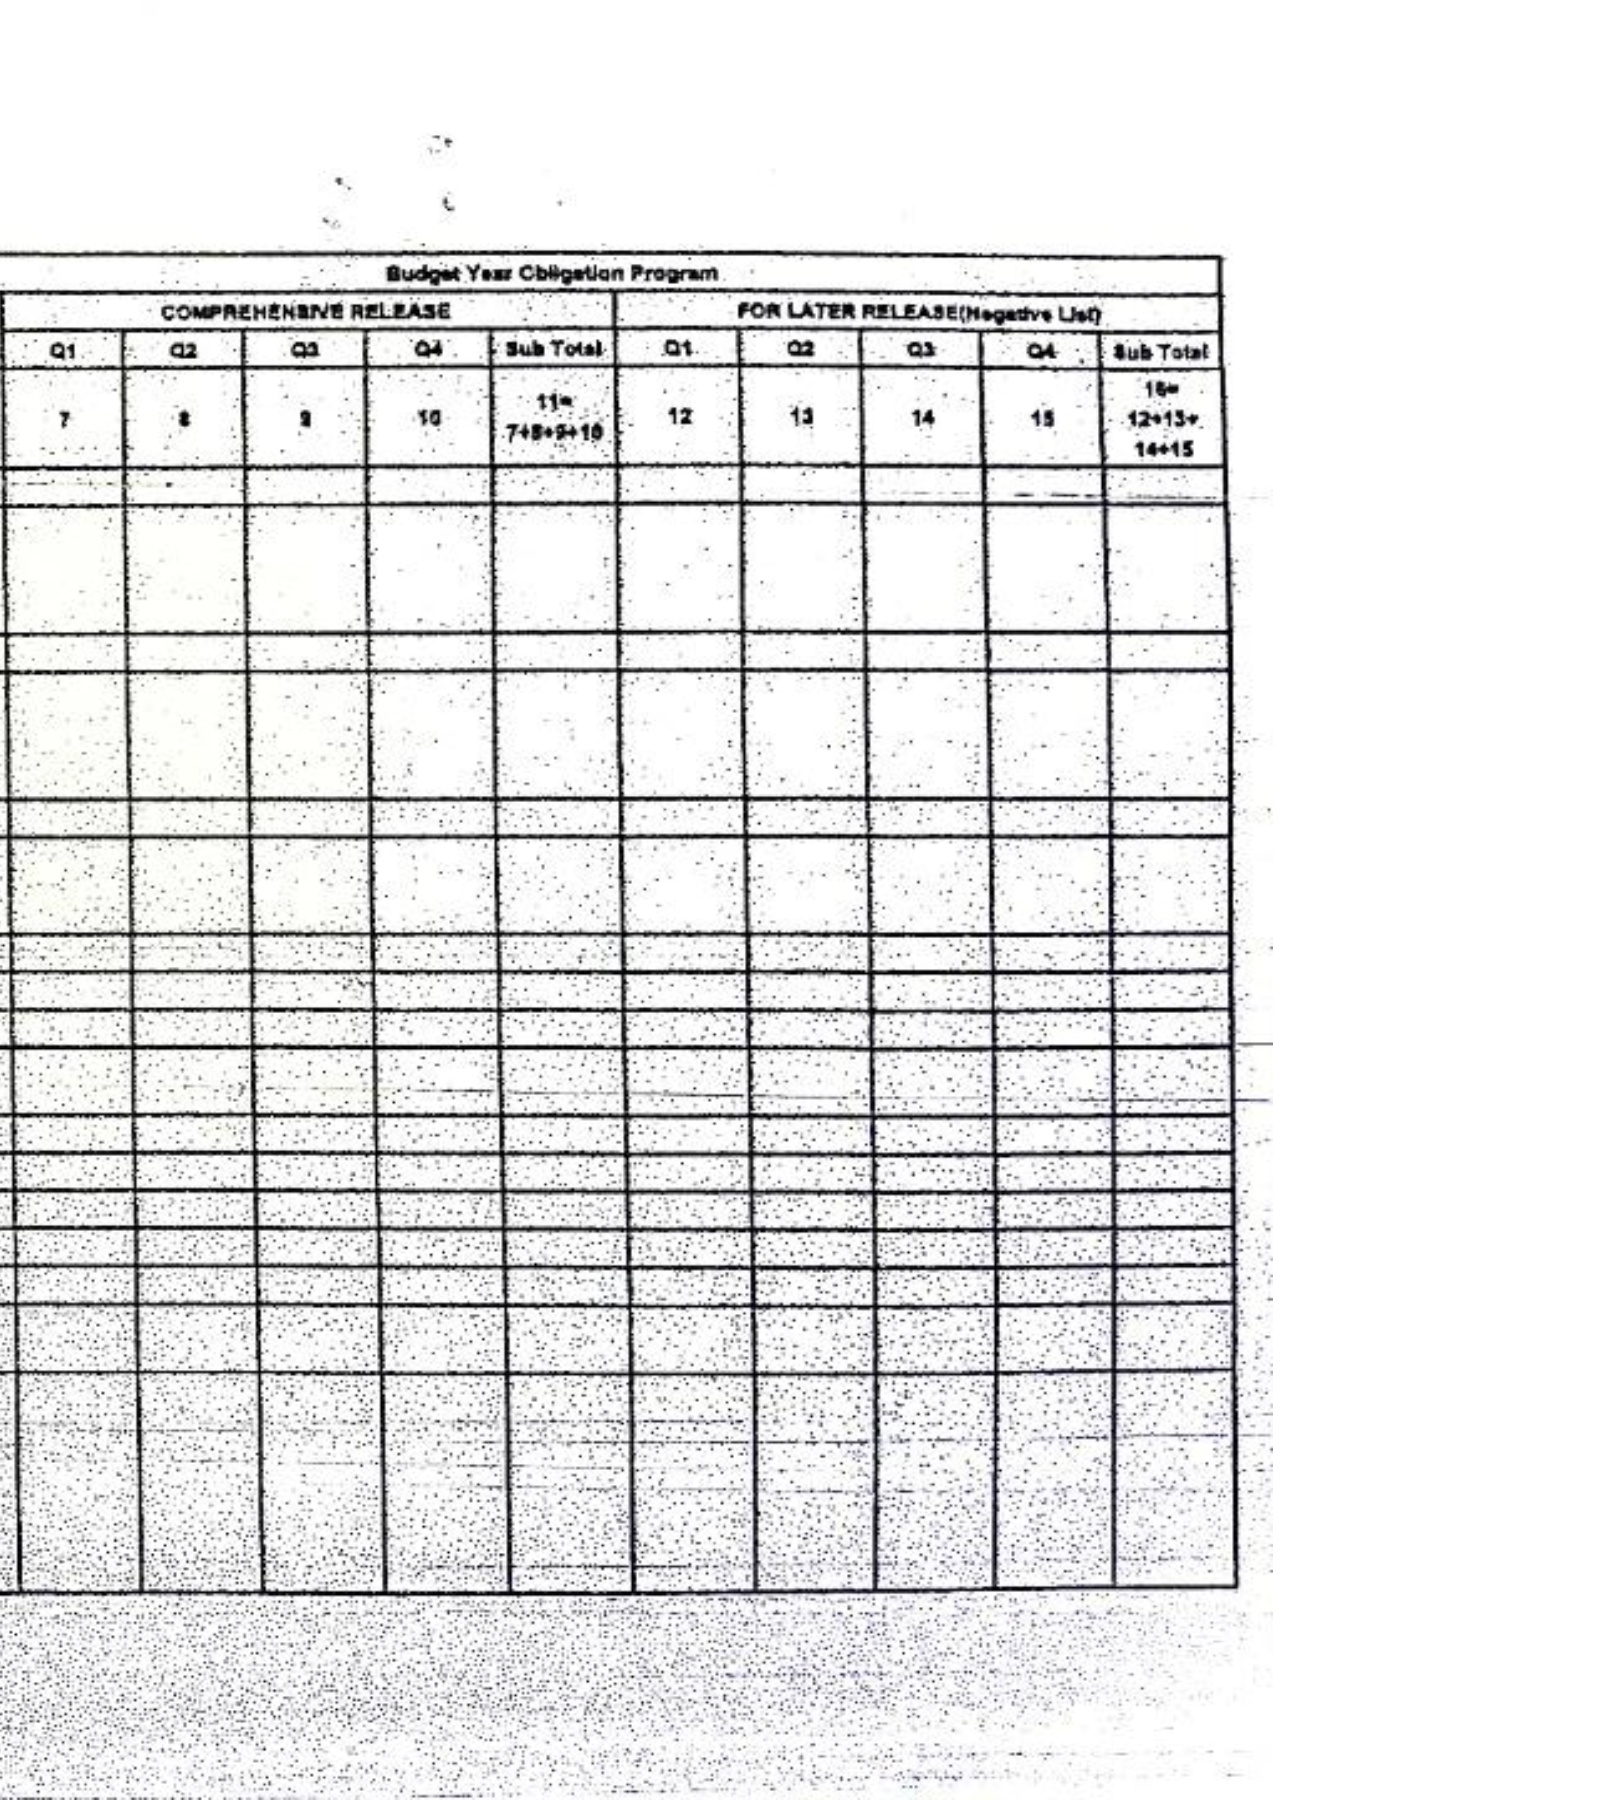 Budget Year Obligation Program
COMPREHENSIVE RELEASE FOR LATER RELEASE(Negative List)
Q1 Q2 Q3 Q4 Sub Total Q1 Q2 Q3 Q4 Sub Total
7 8 9 10 11= 7+8+9+10 12 13 14 15 16= 12+13+ 14+15